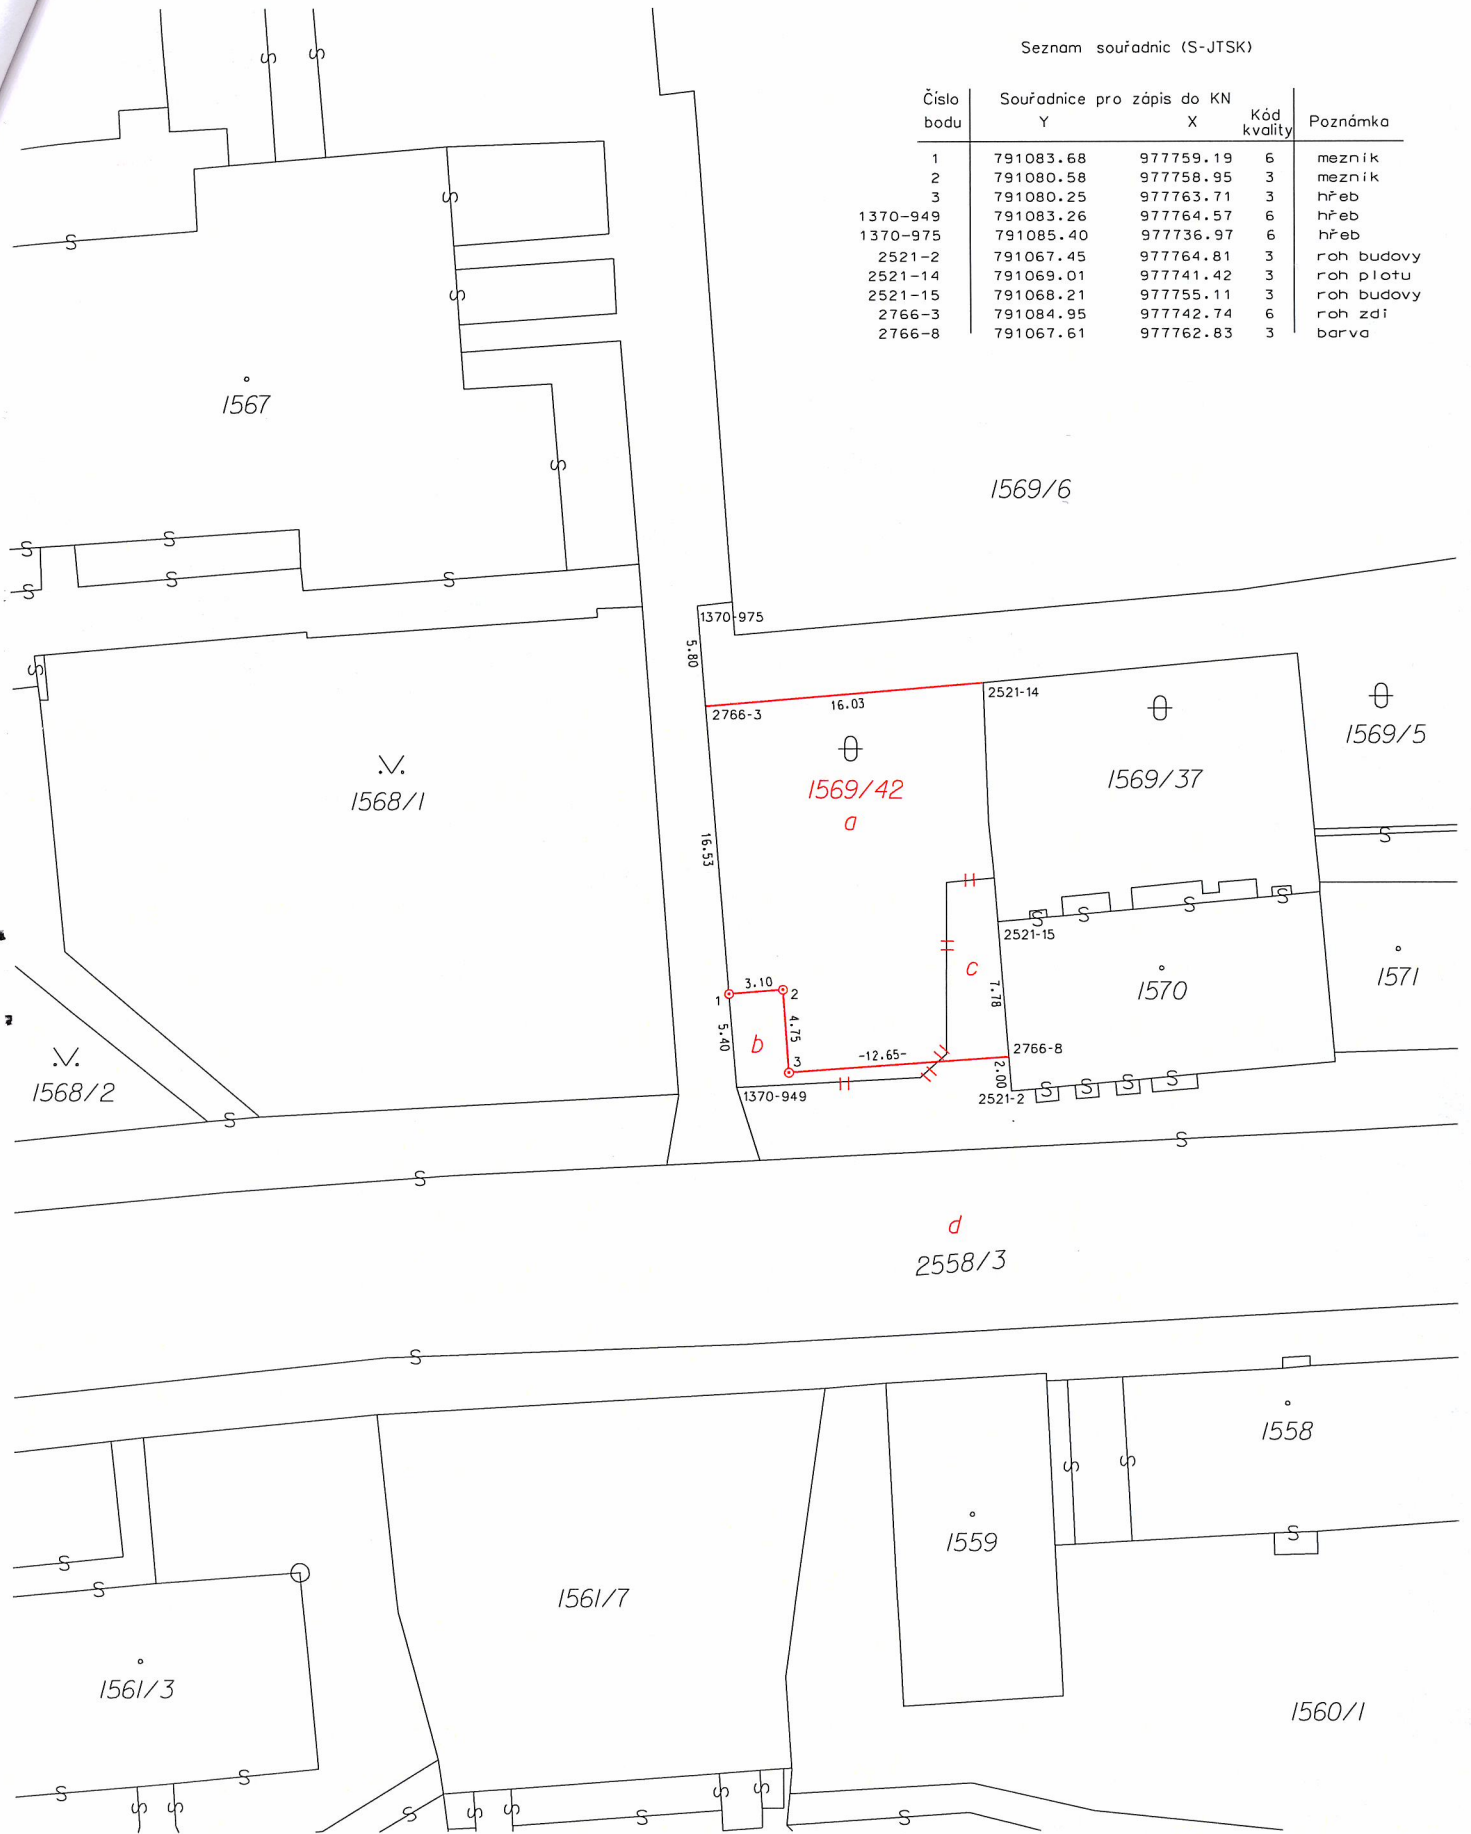 Seznam souřadnic (S-JTSK)
Číslo bodu Souřadnice pro zápis do KN Y X Kód kvality Poznámka
1 791083.68 977759.19 6 mezník
2 791080.58 977758.95 3 mezník
3 791080.25 977763.71 3 hřeb
1370-949 791083.26 977764.57 6 hřeb
1370-975 791085.40 977736.97 6 hřeb
2521-2 791067.45 977764.81 3 roh budovy
2521-14 791069.01 977741.42 3 roh plotu
2521-15 791068.21 977755.11 3 roh budovy
2766-3 791084.95 977742.74 6 roh zdi
2766-8 791067.61 977762.83 3 barva
1567
1569/6
1370-975
5.80
2521-14
16.03
2766-3
1569/5
1569/37
1569/42
a
1568/1
16.53
2521-15
c
7.78
1570
1571
3.10
1
2
4.75
5.40
b
3
-12.65-
2766-8
2.00
1370-949
2521-2
1568/2
d
2558/3
1558
1559
1561/7
1561/3
1560/1